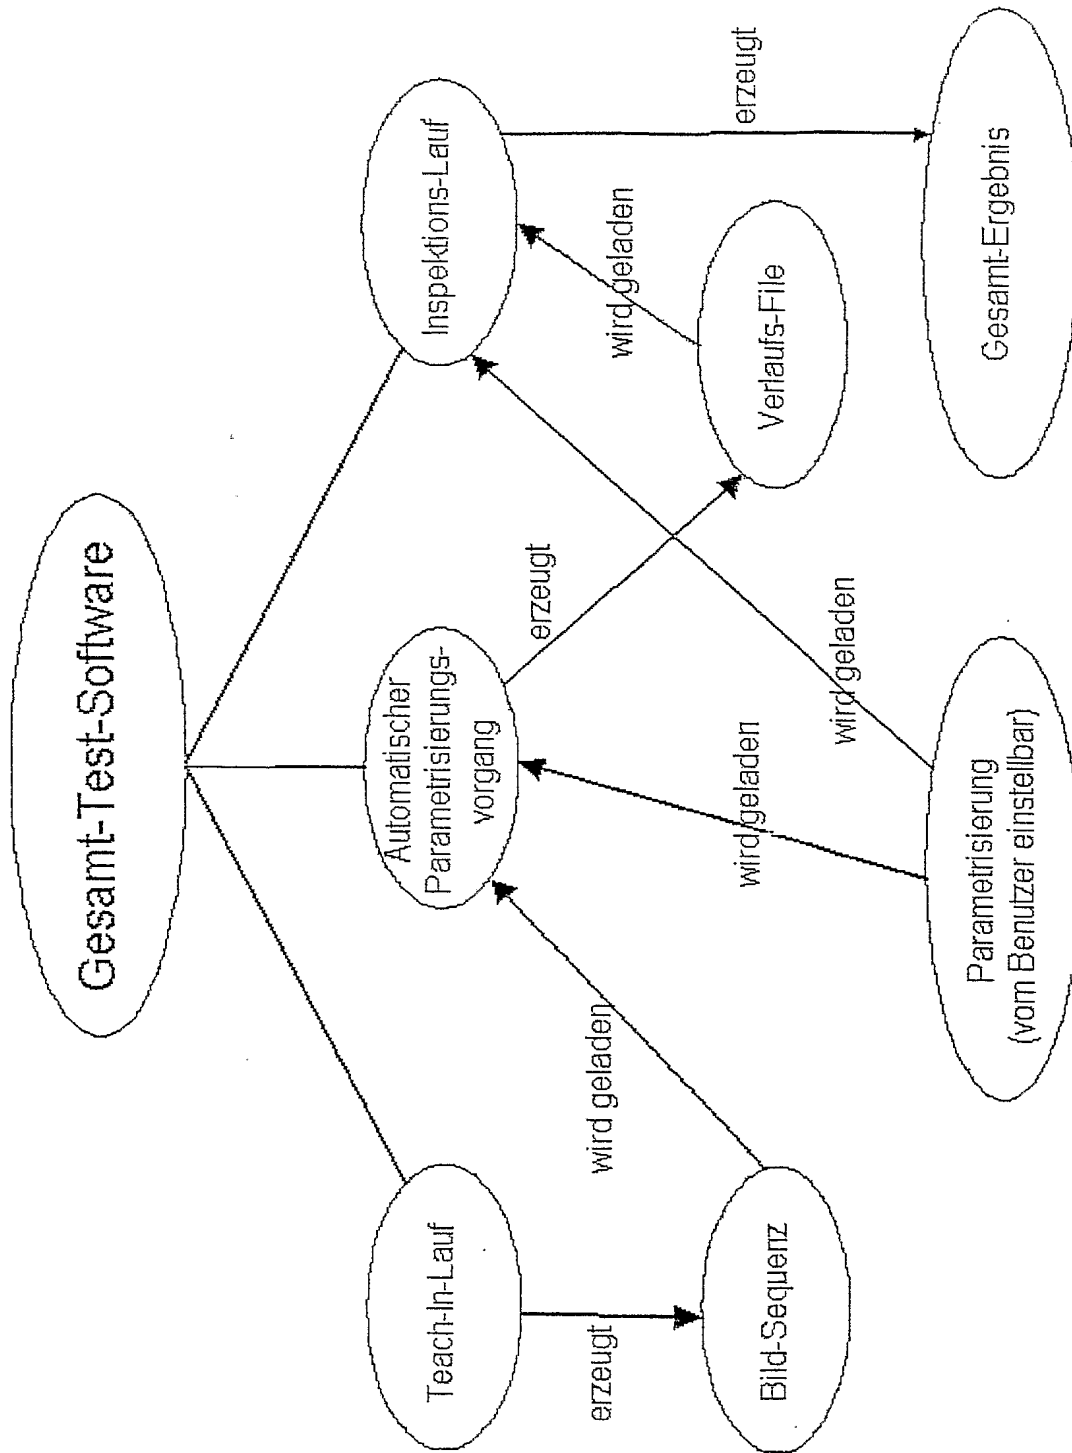 Gesamt-Test-Software
Teach-In-Lauf
Automatischer
Parametrisierungs-
vorgang
Inspektions-Lauf
erzeugt
wird geladen
wird geladen
erzeugt
wird geladen
wird geladen
erzeugt
Bild-Sequenz
Verlaufs-File
Parametrisierung
(vom Benutzer einstellbar)
Gesamt-Ergebnis